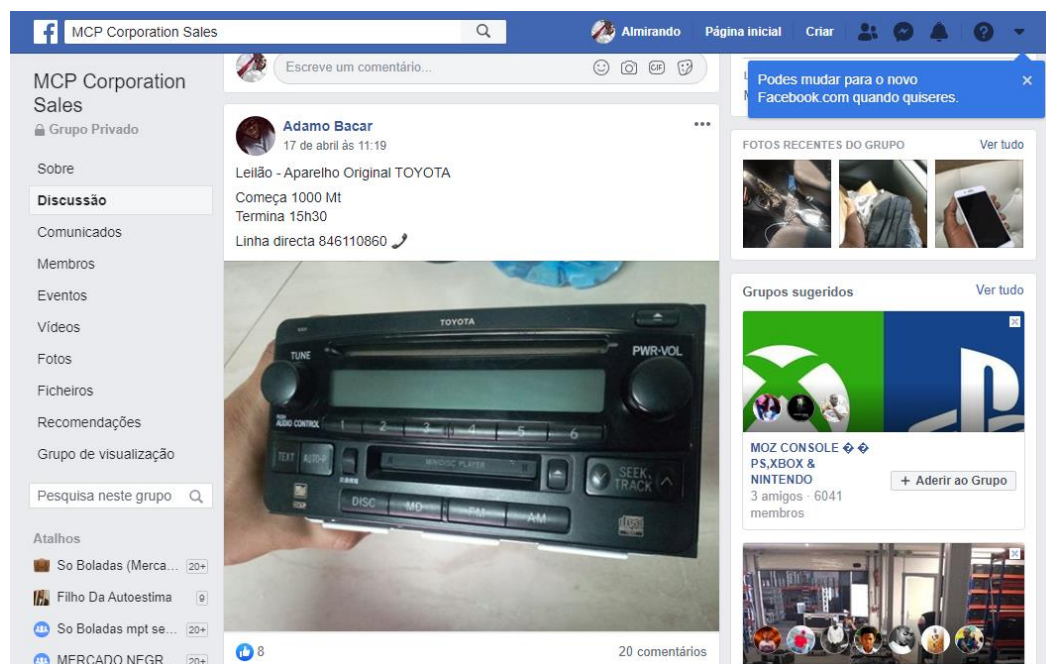 MCP Corporation Sales
Almirando
Página inicial
Criar
MCP Corporation
Sales
Grupo Privado
Sobre
Discussão
Comunicados
Membros
Eventos
Vídeos
Fotos
Ficheiros
Recomendações
Grupo de visualização
Pesquisa neste grupo
Atalhos
So Boladas (Merca... 20+
Filho Da Autoestima 9
So Boladas mpt se... 20+
MERCADO NEGR... 20+
Escreve um comentário...
GIF
Adamo Bacar
17 de abril às 11:19
Leilão - Aparelho Original TOYOTA
Começa 1000 Mt
Termina 15h30
Linha directa 846110860
TOYOTA
TUNE
PWR·VOL
PUSH
AUDIO CONTROL
1 2 3 4 5 6
TEXT AUTO·P
MINIDISC PLAYER
SEEK
TRACK
DISC MD FM AM
8
20 comentários
Podes mudar para o novo
Facebook.com quando quiseres.
FOTOS RECENTES DO GRUPO
Ver tudo
Grupos sugeridos
Ver tudo
MOZ CONSOLE � �
PS,XBOX &
NINTENDO
3 amigos · 6041
membros
+ Aderir ao Grupo